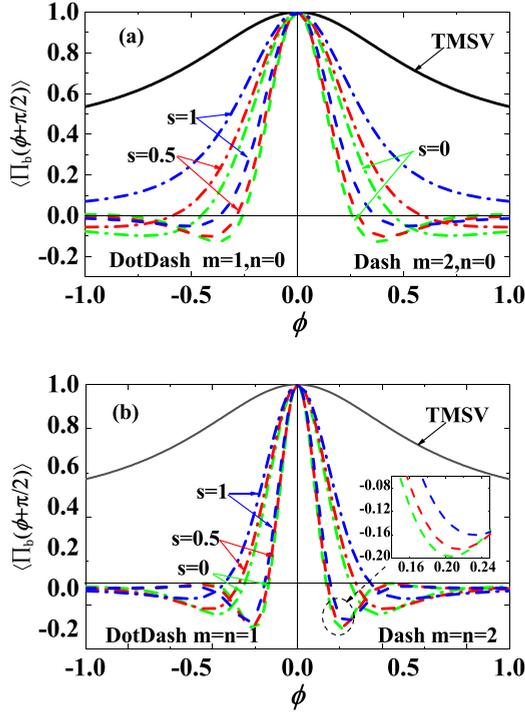 (a)
TMSV
s=1
s=0.5
s=0
DotDash m=1,n=0
Dash m=2,n=0
1.0
0.8
0.6
0.4
0.2
0.0
-0.2
-1.0 -0.5 0.0 0.5 1.0
⟨Π_b(ϕ+π/2)⟩
ϕ
(b)
TMSV
s=1
s=0.5
s=0
-0.08
-0.12
-0.16
-0.20
0.16 0.20 0.24
DotDash m=n=1
Dash m=n=2
1.0
0.8
0.6
0.4
0.2
0.0
-0.2
-1.0 -0.5 0.0 0.5 1.0
⟨Π_b(ϕ+π/2)⟩
ϕ